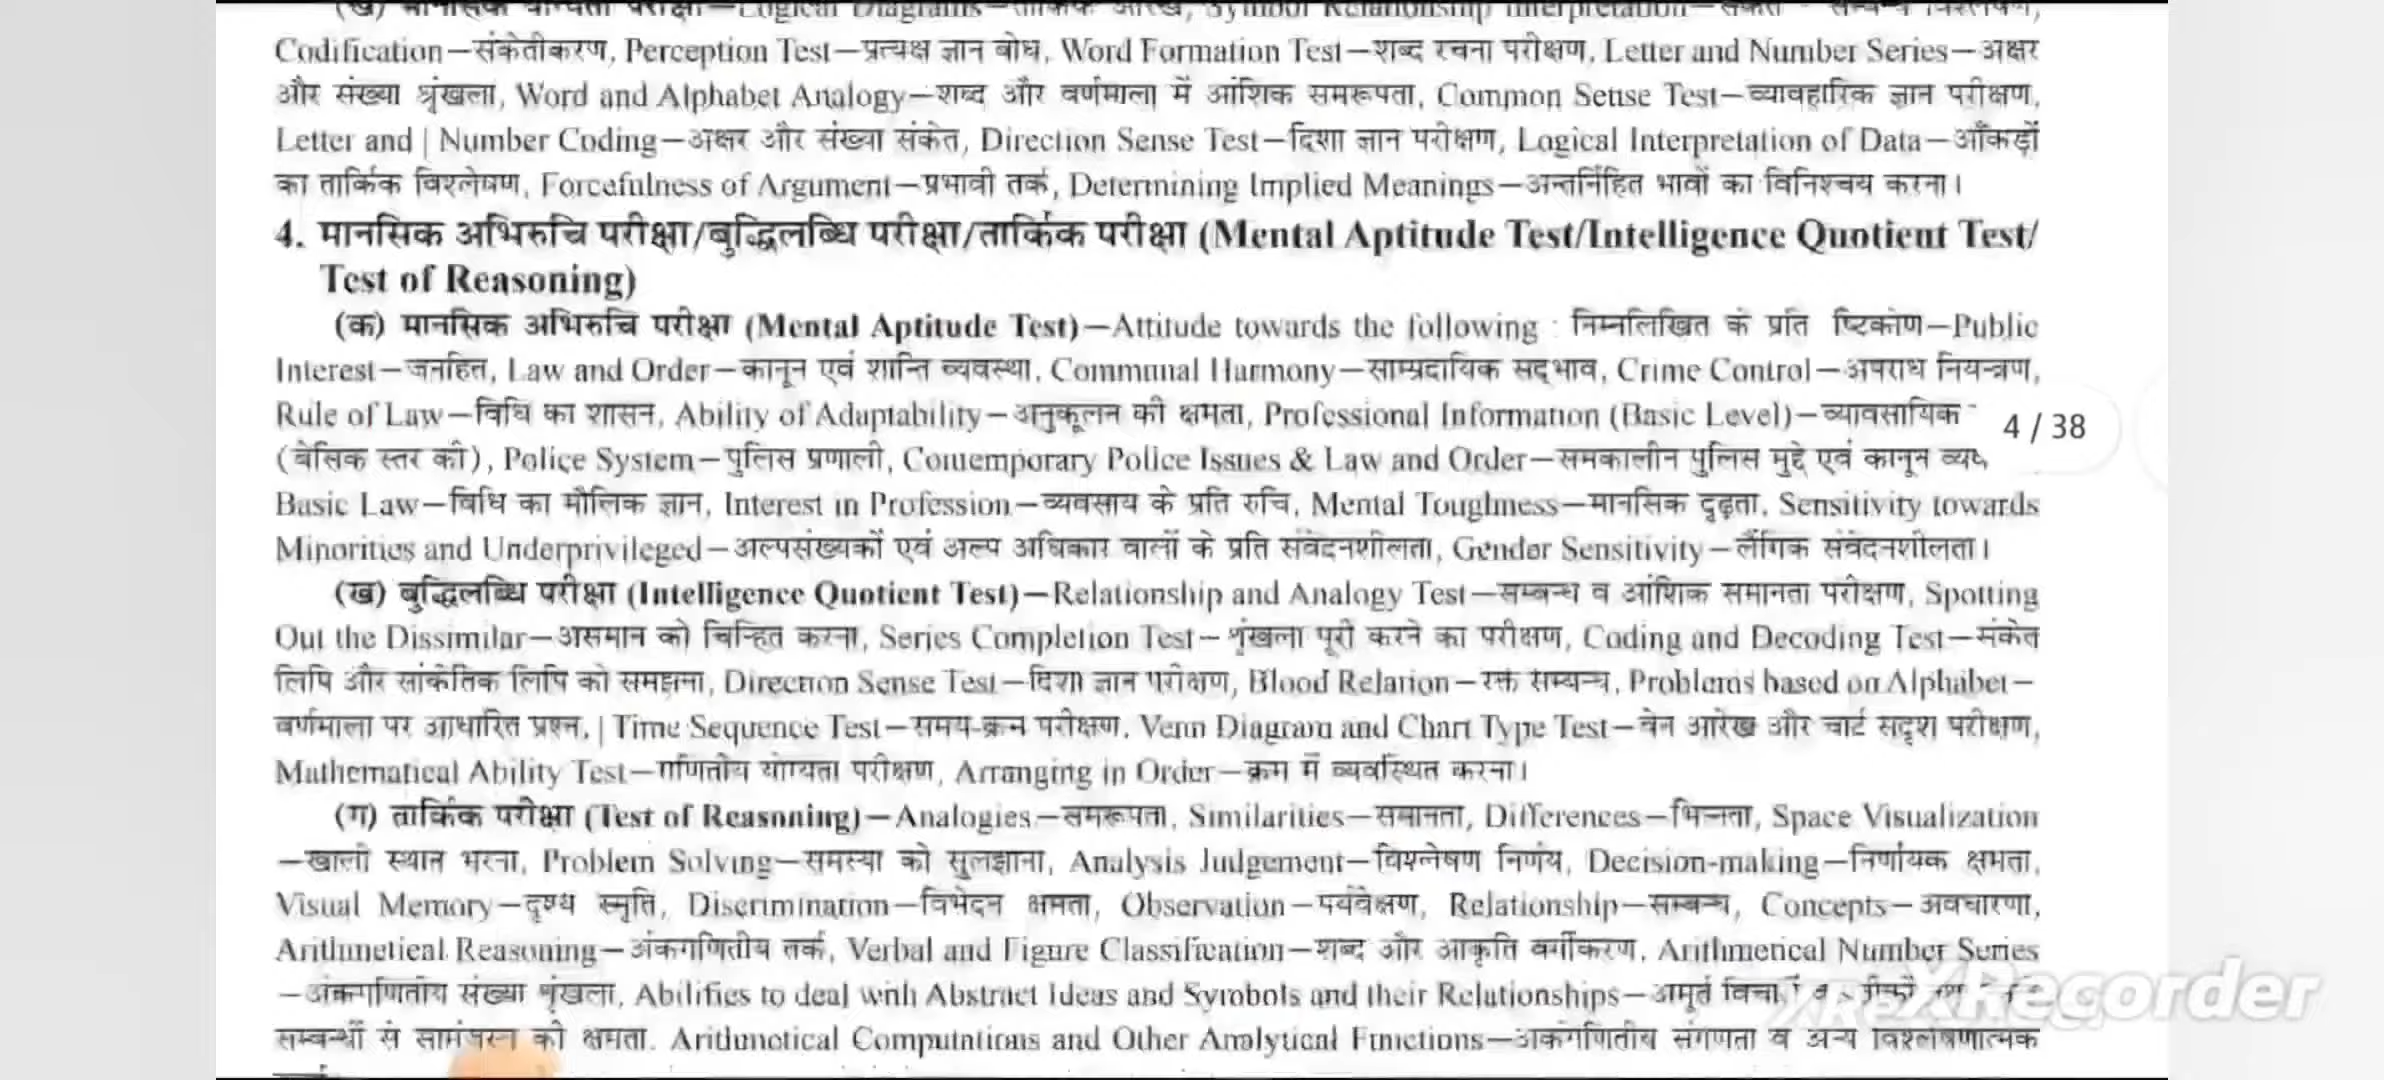 (ख) मानसिक योग्यता परीक्षा—Logical Diagrams—तार्किक आरेख, Symbol Relationship Interpretation—संकेत सम्बन्ध विश्लेषण,
Codification—संकेतीकरण, Perception Test—प्रत्यक्ष ज्ञान बोध, Word Formation Test—शब्द रचना परीक्षण, Letter and Number Series—अक्षर
और संख्या श्रृंखला, Word and Alphabet Analogy—शब्द और वर्णमाला में आंशिक समरूपता, Common Sense Test—व्यावहारिक ज्ञान परीक्षण,
Letter and | Number Coding—अक्षर और संख्या संकेत, Direction Sense Test—दिशा ज्ञान परीक्षण, Logical Interpretation of Data—आँकड़ों
का तार्किक विश्लेषण, Forcefulness of Argument—प्रभावी तर्क, Determining Implied Meanings—अन्तर्निहित भावों का विनिश्चय करना।
4. मानसिक अभिरुचि परीक्षा/बुद्धिलब्धि परीक्षा/तार्किक परीक्षा (Mental Aptitude Test/Intelligence Quotient Test/
Test of Reasoning)
(क) मानसिक अभिरुचि परीक्षा (Mental Aptitude Test)—Attitude towards the following : निम्नलिखित के प्रति ष्टिकोण—Public
Interest—जनहित, Law and Order—कानून एवं शान्ति व्यवस्था, Communal Harmony—साम्प्रदायिक सद्भाव, Crime Control—अपराध नियन्त्रण,
Rule of Law—विधि का शासन, Ability of Adaptability—अनुकूलन की क्षमता, Professional Information (Basic Level)—व्यावसायिक
4 / 38
(बेसिक स्तर की), Police System—पुलिस प्रणाली, Contemporary Police Issues & Law and Order—समकालीन पुलिस मुद्दे एवं कानून
Basic Law—विधि का मौलिक ज्ञान, Interest in Profession—व्यवसाय के प्रति रुचि, Mental Toughness—मानसिक दृढ़ता, Sensitivity towards
Minorities and Underprivileged—अल्पसंख्यकों एवं अल्प अधिकार वालों के प्रति संवेदनशीलता, Gender Sensitivity—लैंगिक संवेदनशीलता।
(ख) बुद्धिलब्धि परीक्षा (Intelligence Quotient Test)—Relationship and Analogy Test—सम्बन्ध व आंशिक समानता परीक्षण, Spotting
Out the Dissimilar—असमान को चिन्हित करना, Series Completion Test—शृंखला पूरी करने का परीक्षण, Coding and Decoding Test—संकेत
लिपि और सांकेतिक लिपि को समझना, Direction Sense Test—दिशा ज्ञान परीक्षण, Blood Relation—रक्त सम्बन्ध, Problems based on Alphabet—
वर्णमाला पर आधारित प्रश्न, | Time Sequence Test—समय-क्रम परीक्षण, Venn Diagram and Chart Type Test—वेन आरेख और चार्ट सदृश परीक्षण,
Mathematical Ability Test—गणितीय योग्यता परीक्षण, Arranging in Order—क्रम में व्यवस्थित करना।
(ग) तार्किक परीक्षा (Test of Reasoning)—Analogies—समरूपता, Similarities—समानता, Differences—भिन्नता, Space Visualization
—खाली स्थान भरना, Problem Solving—समस्या को सुलझाना, Analysis Judgement—विश्लेषण निर्णय, Decision-making—निर्णायक क्षमता,
Visual Memory—दृश्य स्मृति, Discrimination—विभेदन क्षमता, Observation—पर्यवेक्षण, Relationship—सम्बन्ध, Concepts—अवधारणा,
Arithmetical Reasoning—अंकगणितीय तर्क, Verbal and Figure Classification—शब्द और आकृति वर्गीकरण, Arithmetical Number Series
—अंकगणितीय संख्या शृंखला, Abilities to deal with Abstract Ideas and Symbols and their Relationships—अमूर्त
XRecorder
सम्बन्धों से सामंजस्य की क्षमता, Arithmetical Computations and Other Analytical Functions—अंकगणितीय संगणता व अन्य विश्लेषणात्मक